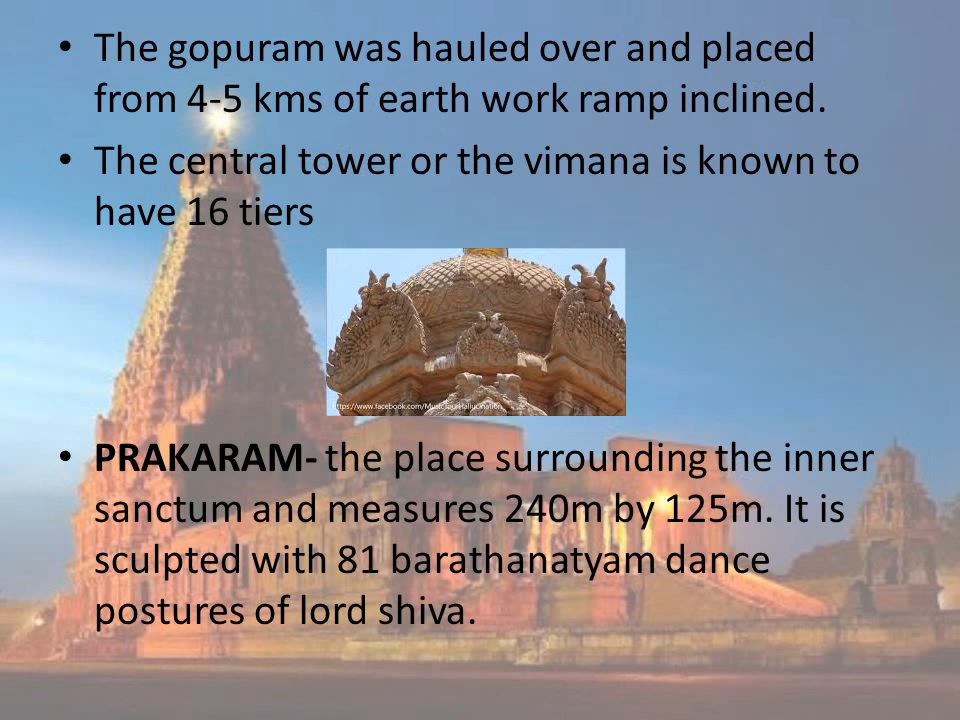 • The gopuram was hauled over and placed
from 4-5 kms of earth work ramp inclined.
• The central tower or the vimana is known to
have 16 tiers
• PRAKARAM- the place surrounding the inner
sanctum and measures 240m by 125m. It is
sculpted with 81 barathanatyam dance
postures of lord shiva.